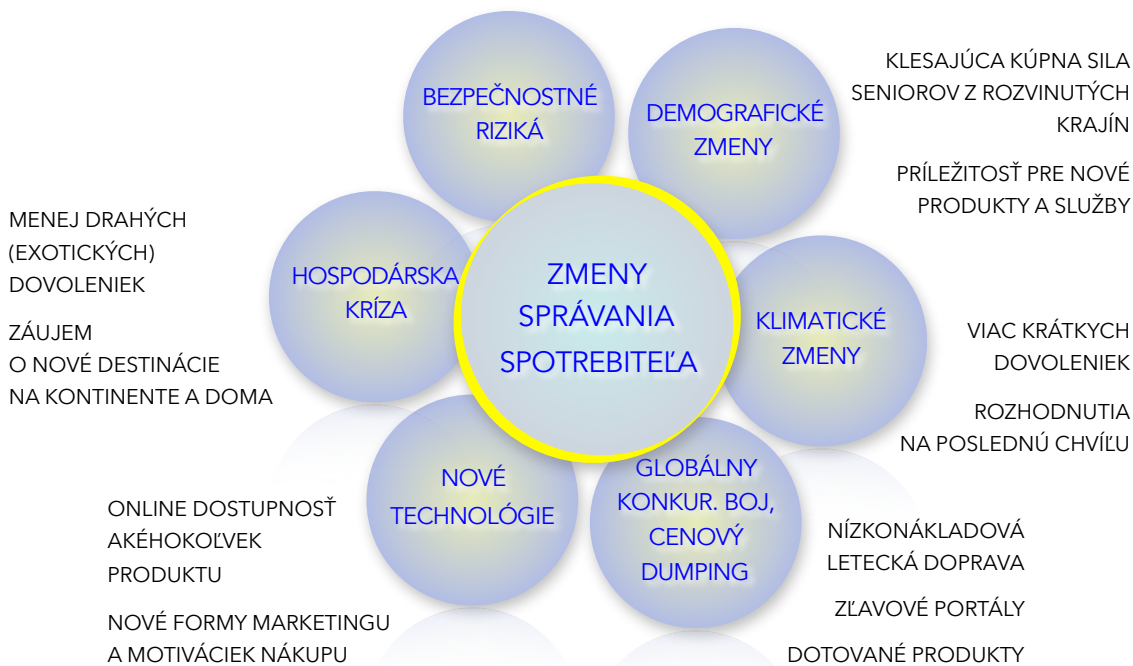 BEZPEČNOSTNÉ
RIZIKÁ
DEMOGRAFICKÉ
ZMENY
KLESAJÚCA KÚPNA SILA
SENIOROV Z ROZVINUTÝCH
KRAJÍN
PRÍLEŽITOSŤ PRE NOVÉ
PRODUKTY A SLUŽBY
MENEJ DRAHÝCH
(EXOTICKÝCH)
DOVOLENIEK
ZÁUJEM
O NOVÉ DESTINÁCIE
NA KONTINENTE A DOMA
HOSPODÁRSKA
KRÍZA
ZMENY
SPRÁVANIA
SPOTREBITEĽA
KLIMATICKÉ
ZMENY
VIAC KRÁTKYCH
DOVOLENIEK
ROZHODNUTIA
NA POSLEDNÚ CHVÍĽU
NOVÉ
TECHNOLÓGIE
ONLINE DOSTUPNOSŤ
AKÉHOKOĽVEK
PRODUKTU
NOVÉ FORMY MARKETINGU
A MOTIVÁCIEK NÁKUPU
GLOBÁLNY
KONKUR. BOJ,
CENOVÝ
DUMPING
NÍZKONÁKLADOVÁ
LETECKÁ DOPRAVA
ZĽAVOVÉ PORTÁLY
DOTOVANÉ PRODUKTY